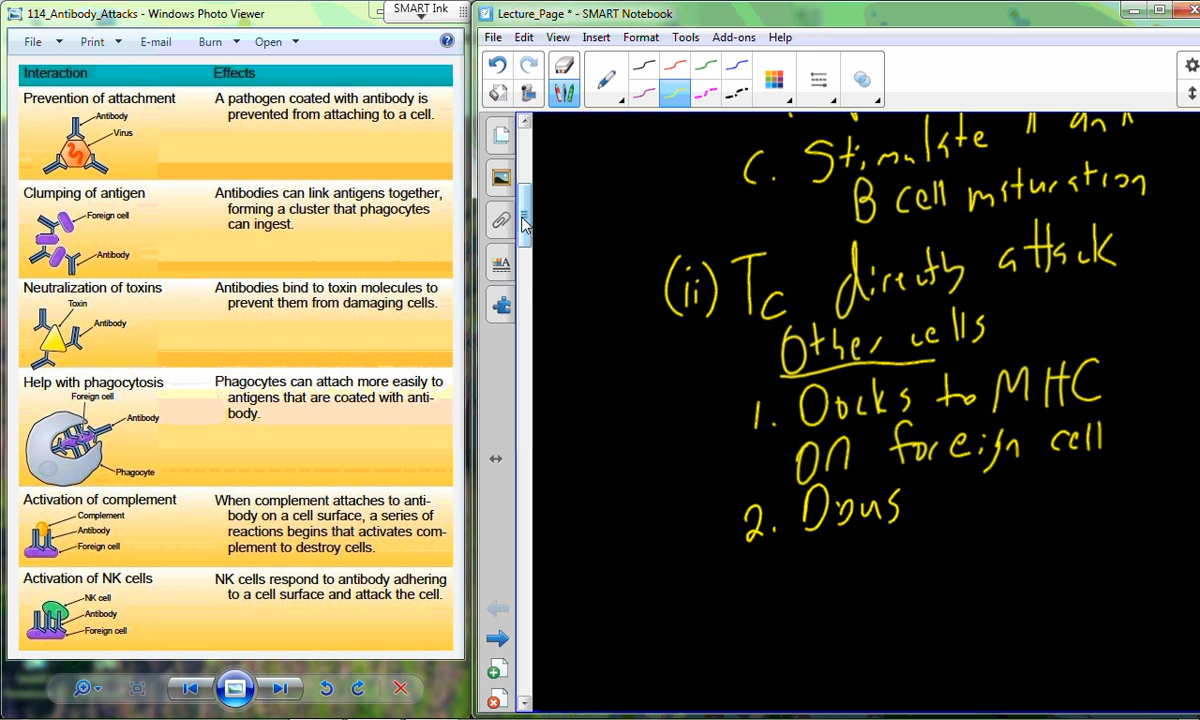 114_Antibody_Attacks - Windows Photo Viewer
SMART Ink
File Print E-mail Burn Open
Interaction Effects
Prevention of attachment
Antibody
Virus
A pathogen coated with antibody is
prevented from attaching to a cell.
Clumping of antigen
Foreign cell
Antibody
Antibodies can link antigens together,
forming a cluster that phagocytes
can ingest.
Neutralization of toxins
Toxin
Antibody
Antibodies bind to toxin molecules to
prevent them from damaging cells.
Help with phagocytosis
Foreign cell
Antibody
Phagocyte
Phagocytes can attach more easily to
antigens that are coated with anti-
body.
Activation of complement
Complement
Antibody
Foreign cell
When complement attaches to anti-
body on a cell surface, a series of
reactions begins that activates com-
plement to destroy cells.
Activation of NK cells
NK cell
Antibody
Foreign cell
NK cells respond to antibody adhering
to a cell surface and attack the cell.
Lecture_Page * - SMART Notebook
File Edit View Insert Format Tools Add-ons Help
C. Stimulate
B cell maturation
(ii) Tc directly attack
Other cells
1. Docks to MHC
on foreign cell
2.